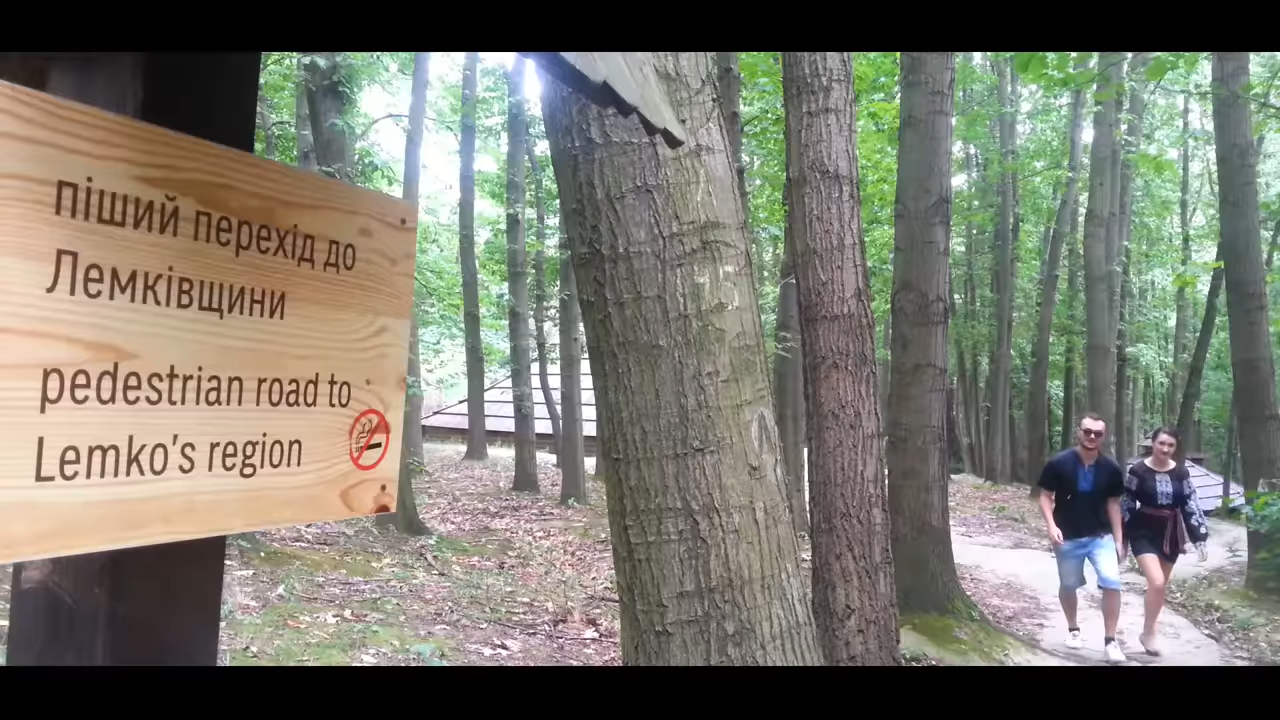 піший перехід до
Лемківщини
pedestrian road to
Lemko's region